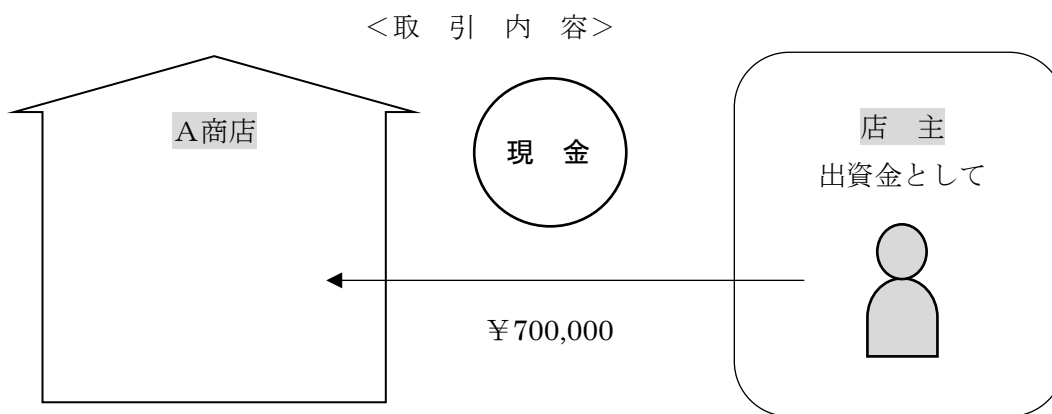 ＜取　引　内　容＞
Ａ商店
現　金
店　主
出資金として
￥700,000